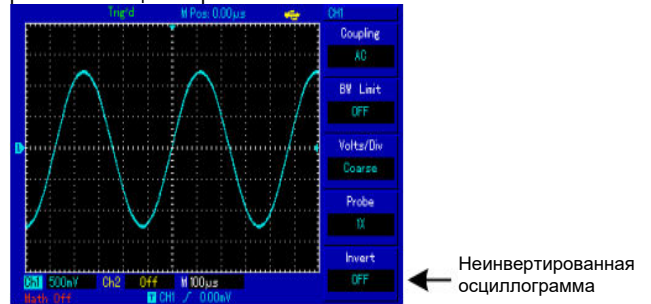 Trig'd M Pos: 0.00μs CH1
Coupling
AC
BW Limit
OFF
Volts/Div
Coarse
Probe
1X
Invert
OFF
CH1 500mV Ch2 Off M 100μs
Math Off T CH1 0.00mV
Неинвертированная
осциллограмма